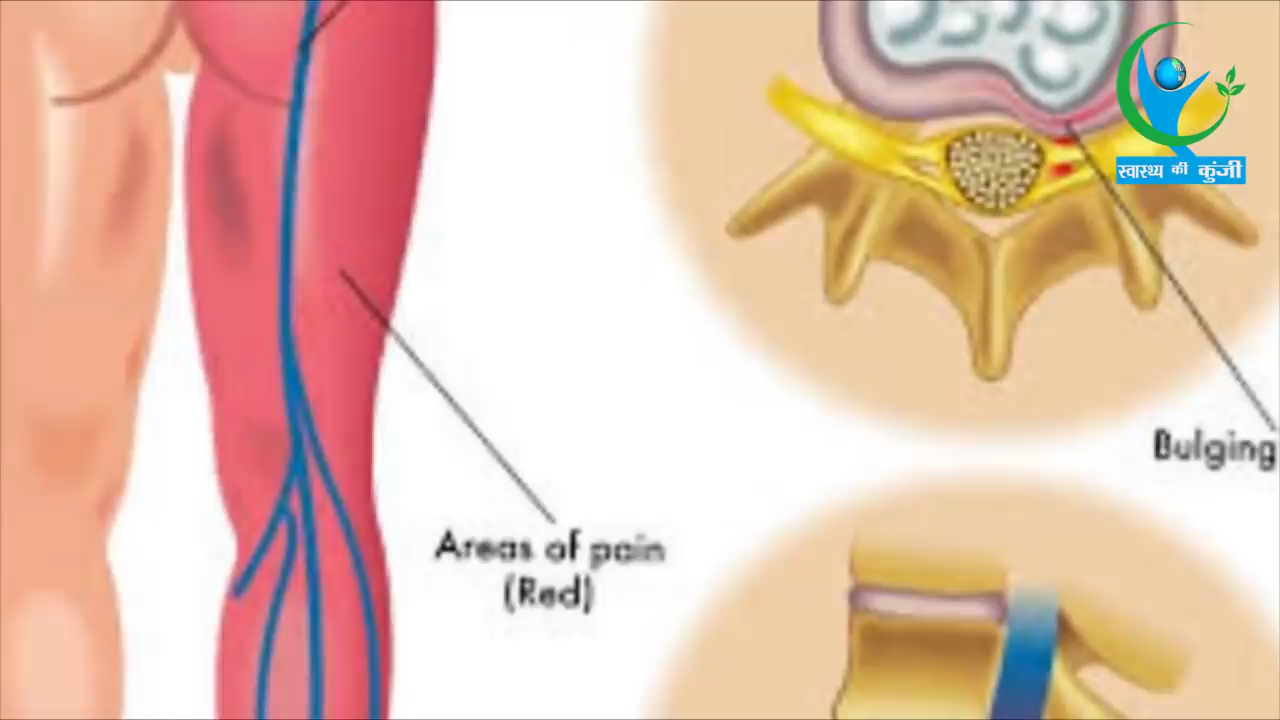 स्वास्थ्य की कुंजी
Bulging
Areas of pain
(Red)